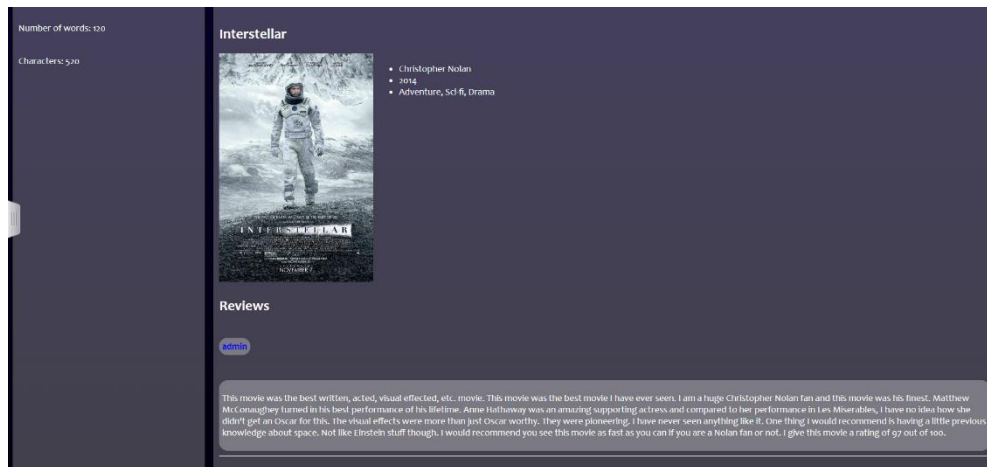 Number of words: 120
Characters: 520
Interstellar
Christopher Nolan
2014
Adventure, Sci-fi, Drama
INTERSTELLAR
NOVEMBER 7
Reviews
admin
This movie was the best written, acted, visual effected, etc. movie. This movie was the best movie I have ever seen. I am a huge Christopher Nolan fan and this movie was his finest. Matthew
McConaughey turned in his best performance of his lifetime. Anne Hathaway was an amazing supporting actress and compared to her performance in Les Miserables, I have no idea how she
didn't get an Oscar for this. The visual effects were more than just Oscar worthy. They were pioneering. I have never seen anything like it. One thing I would recommend is having a little previous
knowledge about space. Not like Einstein stuff though. I would recommend you see this movie as fast as you can if you are a Nolan fan or not. I give this movie a rating of 97 out of 100.